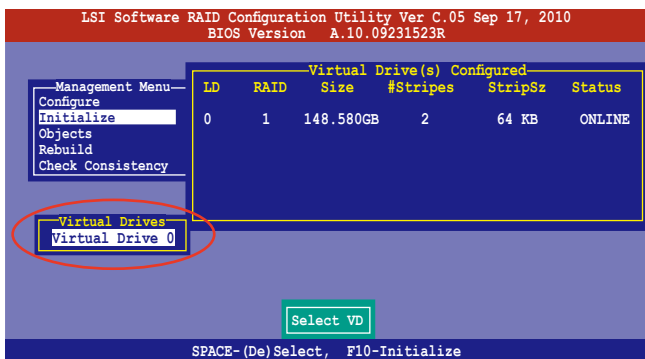 LSI Software RAID Configuration Utility Ver C.05 Sep 17, 2010
BIOS Version A.10.09231523R
Virtual Drive(s) Configured
LD RAID Size #Stripes StripSz Status
0 1 148.580GB 2 64 KB ONLINE
Management Menu
Configure
Initialize
Objects
Rebuild
Check Consistency
Virtual Drives
Virtual Drive 0
Select VD
SPACE-(De)Select, F10-Initialize